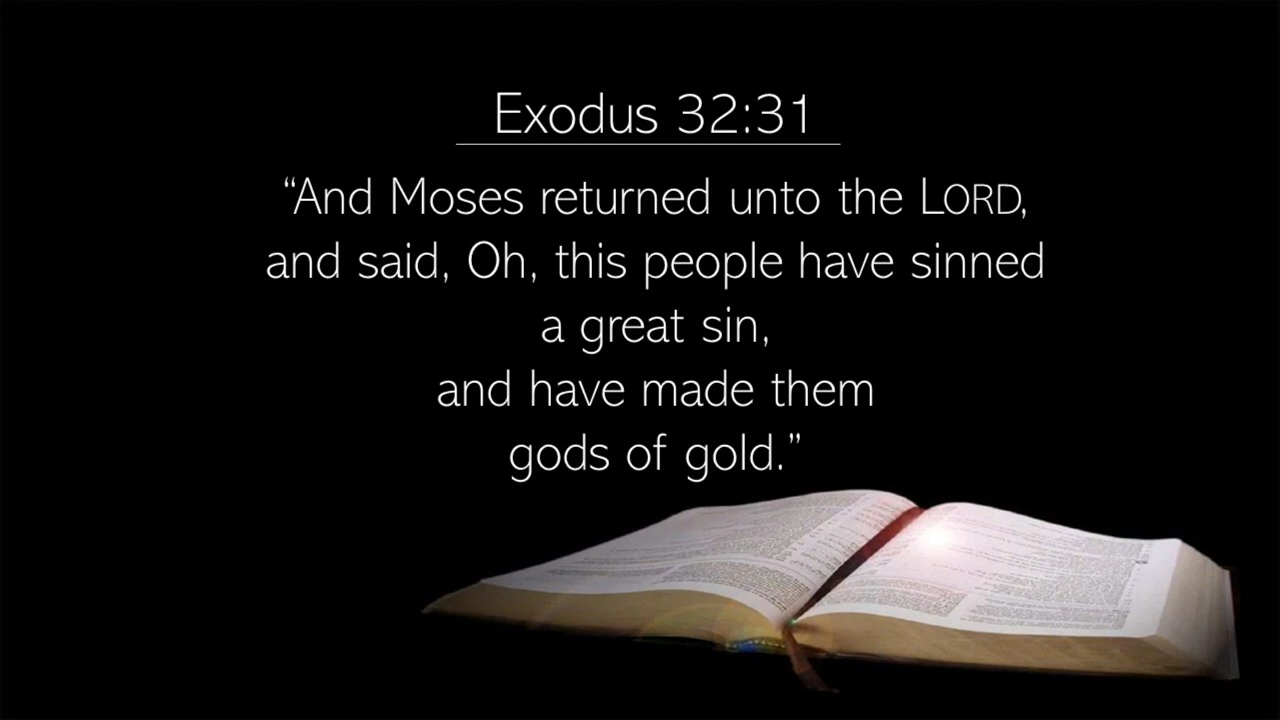 Exodus 32:31
“And Moses returned unto the LORD,
and said, Oh, this people have sinned
a great sin,
and have made them
gods of gold.”